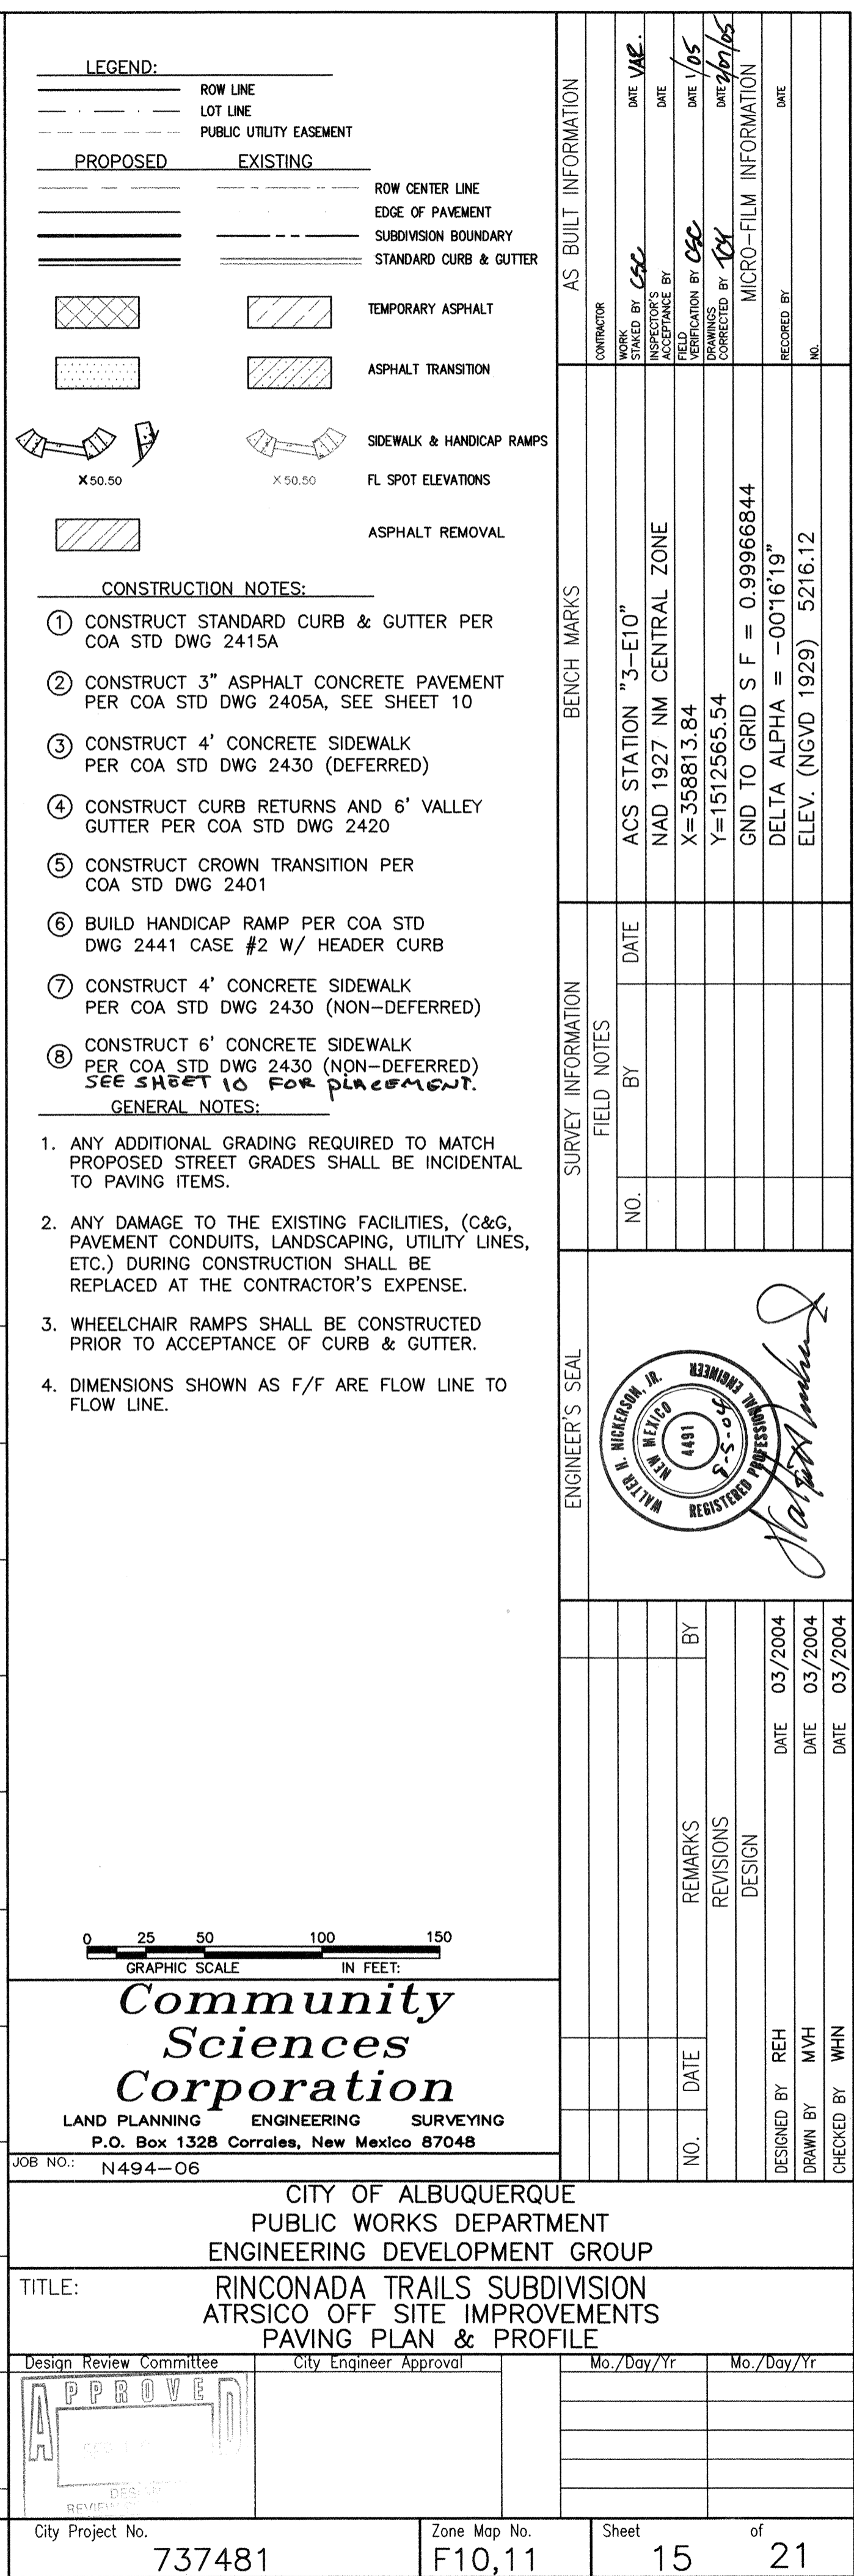 LEGEND:
ROW LINE
LOT LINE
PUBLIC UTILITY EASEMENT
PROPOSED EXISTING
ROW CENTER LINE
EDGE OF PAVEMENT
SUBDIVISION BOUNDARY
STANDARD CURB & GUTTER
TEMPORARY ASPHALT
ASPHALT TRANSITION
SIDEWALK & HANDICAP RAMPS
X50.50 X50.50 FL SPOT ELEVATIONS
ASPHALT REMOVAL
CONSTRUCTION NOTES:
1 CONSTRUCT STANDARD CURB & GUTTER PER
COA STD DWG 2415A
2 CONSTRUCT 3" ASPHALT CONCRETE PAVEMENT
PER COA STD DWG 2405A, SEE SHEET 10
3 CONSTRUCT 4' CONCRETE SIDEWALK
PER COA STD DWG 2430 (DEFERRED)
4 CONSTRUCT CURB RETURNS AND 6' VALLEY
GUTTER PER COA STD DWG 2420
5 CONSTRUCT CROWN TRANSITION PER
COA STD DWG 2401
6 BUILD HANDICAP RAMP PER COA STD
DWG 2441 CASE #2 W/ HEADER CURB
7 CONSTRUCT 4' CONCRETE SIDEWALK
PER COA STD DWG 2430 (NON-DEFERRED)
8 CONSTRUCT 6' CONCRETE SIDEWALK
PER COA STD DWG 2430 (NON-DEFERRED)
SEE SHEET 10 FOR PLACEMENT.
GENERAL NOTES:
1. ANY ADDITIONAL GRADING REQUIRED TO MATCH
PROPOSED STREET GRADES SHALL BE INCIDENTAL
TO PAVING ITEMS.
2. ANY DAMAGE TO THE EXISTING FACILITIES, (C&G,
PAVEMENT CONDUITS, LANDSCAPING, UTILITY LINES,
ETC.) DURING CONSTRUCTION SHALL BE
REPLACED AT THE CONTRACTOR'S EXPENSE.
3. WHEELCHAIR RAMPS SHALL BE CONSTRUCTED
PRIOR TO ACCEPTANCE OF CURB & GUTTER.
4. DIMENSIONS SHOWN AS F/F ARE FLOW LINE TO
FLOW LINE.
AS BUILT INFORMATION
CONTRACTOR
WORK
STAKED BY CSC DATE VAR.
INSPECTOR'S
ACCEPTANCE BY DATE
FIELD
VERIFICATION BY CSC DATE 1/05
DRAWINGS
CORRECTED BY TCH DATE 2/07/05
MICRO-FILM INFORMATION
RECORED BY DATE
NO.
BENCH MARKS
ACS STATION "3-E10"
NAD 1927 NM CENTRAL ZONE
X=358813.84
Y=1512565.54
GND TO GRID S F = 0.99966844
DELTA ALPHA = -00°16'19"
ELEV. (NGVD 1929) 5216.12
SURVEY INFORMATION
FIELD NOTES
NO. BY DATE
ENGINEER'S SEAL
WALTER H. NICKERSON, JR.
NEW MEXICO
4491
8-5-04
REGISTERED PROFESSIONAL ENGINEER
NO. DATE REMARKS BY
REVISIONS
DESIGN
DESIGNED BY REH DATE 03/2004
DRAWN BY MVH DATE 03/2004
CHECKED BY WHN DATE 03/2004
0 25 50 100 150
GRAPHIC SCALE IN FEET:
Community
Sciences
Corporation
LAND PLANNING ENGINEERING SURVEYING
P.O. Box 1328 Corrales, New Mexico 87048
JOB NO.: N494-06
CITY OF ALBUQUERQUE
PUBLIC WORKS DEPARTMENT
ENGINEERING DEVELOPMENT GROUP
TITLE: RINCONADA TRAILS SUBDIVISION
ATRSICO OFF SITE IMPROVEMENTS
PAVING PLAN & PROFILE
Design Review Committee City Engineer Approval Mo./Day/Yr Mo./Day/Yr
APPROVED
City Project No. Zone Map No. Sheet of
737481 F10,11 15 21